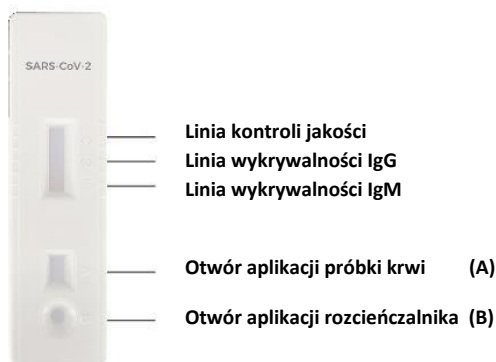 SARS-CoV-2
Linia kontroli jakości
Linia wykrywalności IgG
Linia wykrywalności IgM
Otwór aplikacji próbki krwi (A)
Otwór aplikacji rozcieńczalnika (B)